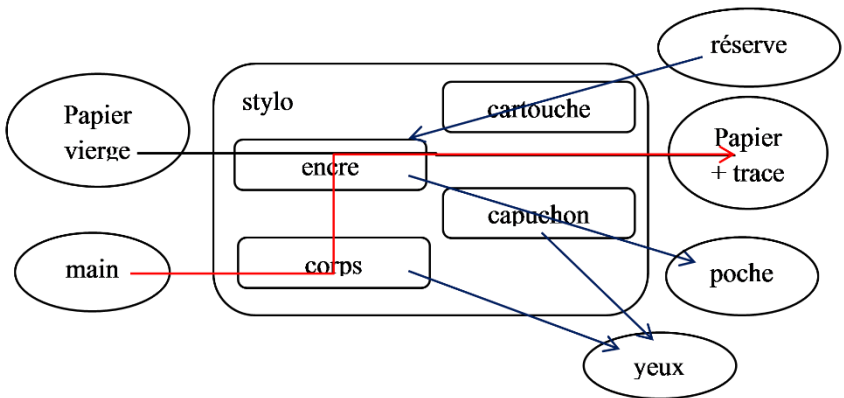 réserve
stylo
cartouche
Papier
vierge
Papier
+ trace
encre
capuchon
main
corps
poche
yeux